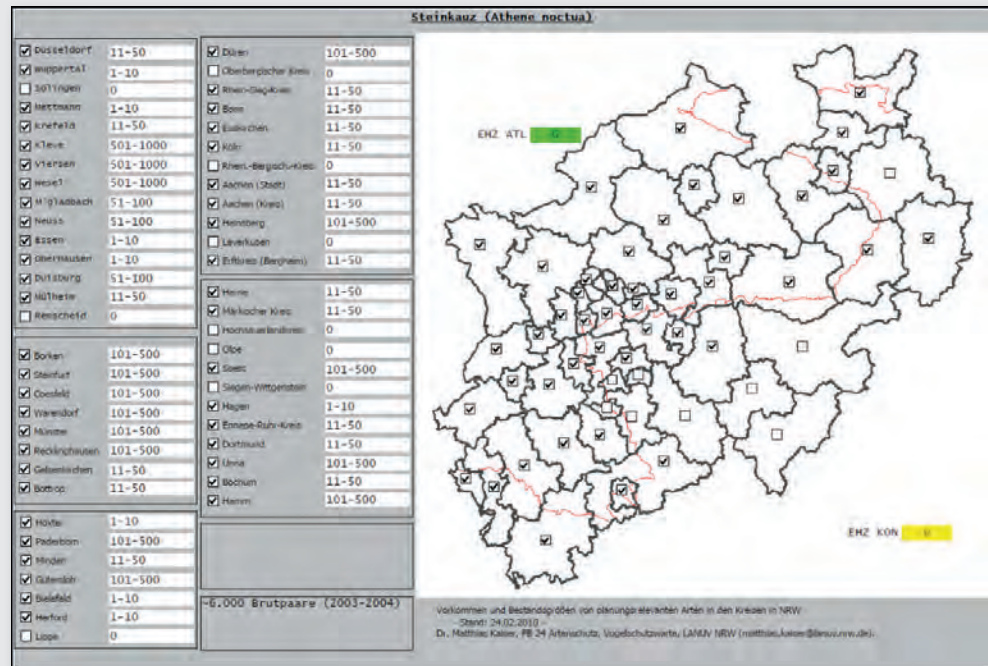 Steinkauz (Athene noctua)
Düsseldorf 11-50
Wuppertal 1-10
Solingen 0
Mettmann 1-10
Krefeld 11-50
Kleve 501-1000
Viersen 501-1000
Wesel 501-1000
M'gladbach 51-100
Neuss 51-100
Essen 1-10
Oberhausen 1-10
Duisburg 51-100
Mülheim 11-50
Remscheid 0
Borken 101-500
Steinfurt 101-500
Coesfeld 101-500
Warendorf 101-500
Münster 101-500
Recklinghausen 101-500
Gelsenkirchen 11-50
Bottrop 11-50
Höxter 1-10
Paderborn 101-500
Minden 11-50
Gütersloh 101-500
Bielefeld 1-10
Herford 1-10
Lippe 0
Düren 101-500
Oberbergischer Kreis 0
Rhein-Sieg-Kreis 11-50
Bonn 11-50
Euskirchen 11-50
Köln 11-50
Rhein.-Bergisch.-Kreis 0
Aachen (Stadt) 11-50
Aachen (Kreis) 11-50
Heinsberg 101-500
Leverkusen 0
Erftkreis (Bergheim) 11-50
Herne 11-50
Märkischer Kreis 11-50
Hochsauerlandkreis 0
Olpe 0
Soest 101-500
Siegen-Wittgenstein 0
Hagen 1-10
Ennepe-Ruhr-Kreis 11-50
Dortmund 11-50
Unna 101-500
Bochum 11-50
Hamm 101-500
~6.000 Brutpaare (2003-2004)
EHZ ATL G
EHZ KON
Vorkommen und Bestandsgrößen von planungsrelevanten Arten in den Kreisen in NRW
- Stand: 24.02.2010 -
Dr. Matthias Kaiser, FB 24 Artenschutz, Vogelschutzwarte, LANUV NRW (matthias.kaiser@lanuv.nrw.de).